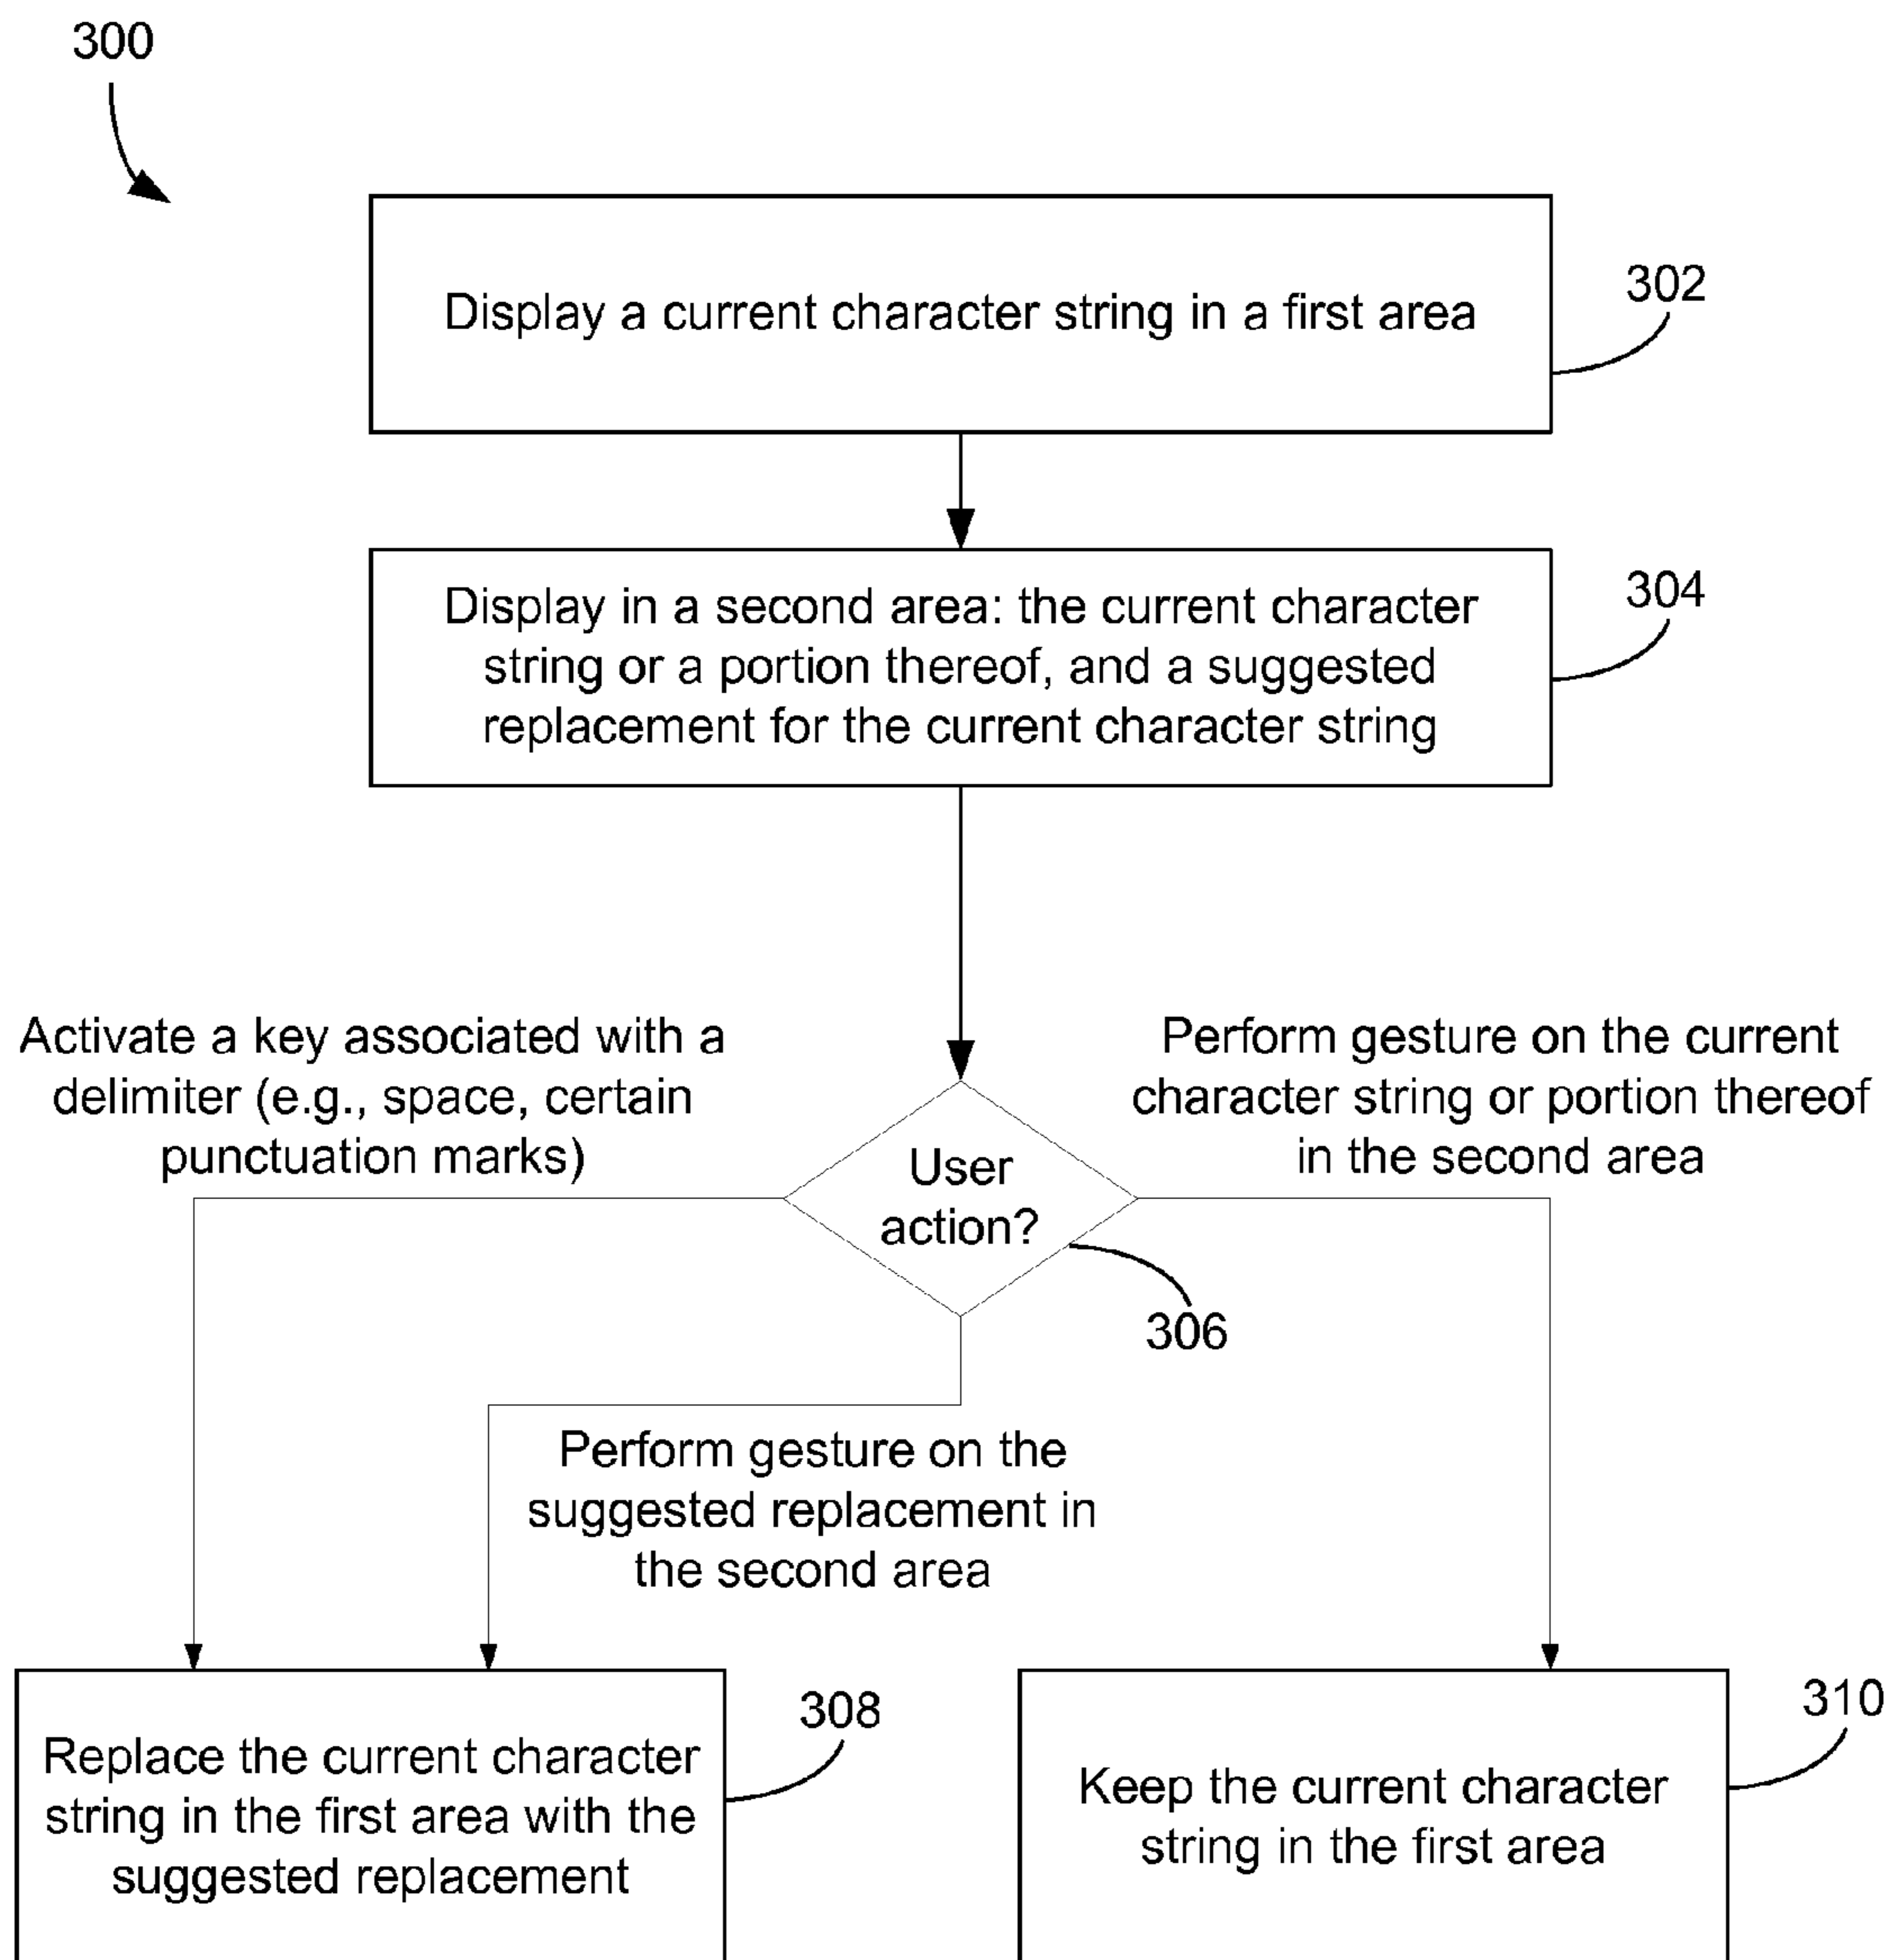 300
Display a current character string in a first area
302
Display in a second area: the current character
string or a portion thereof, and a suggested
replacement for the current character string
304
Activate a key associated with a
delimiter (e.g., space, certain
punctuation marks)
Perform gesture on the current
character string or portion thereof
in the second area
User
action?
306
Perform gesture on the
suggested replacement in
the second area
Replace the current character
string in the first area with the
suggested replacement
308
Keep the current character
string in the first area
310